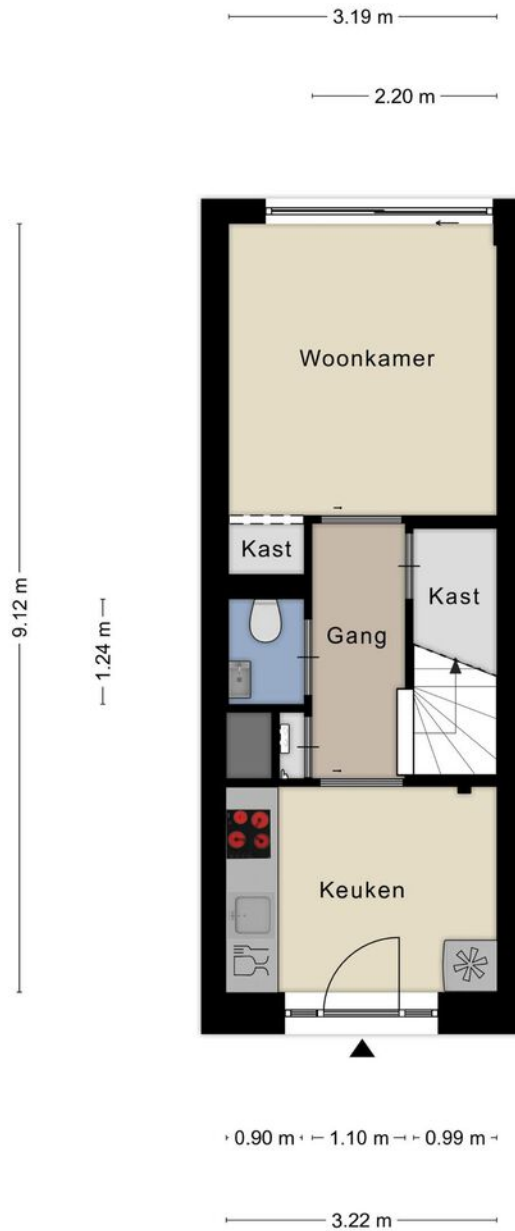 3.19 m
2.20 m
Woonkamer
Kast
Kast
Gang
9.12 m
1.24 m
Keuken
0.90 m
1.10 m
0.99 m
3.22 m